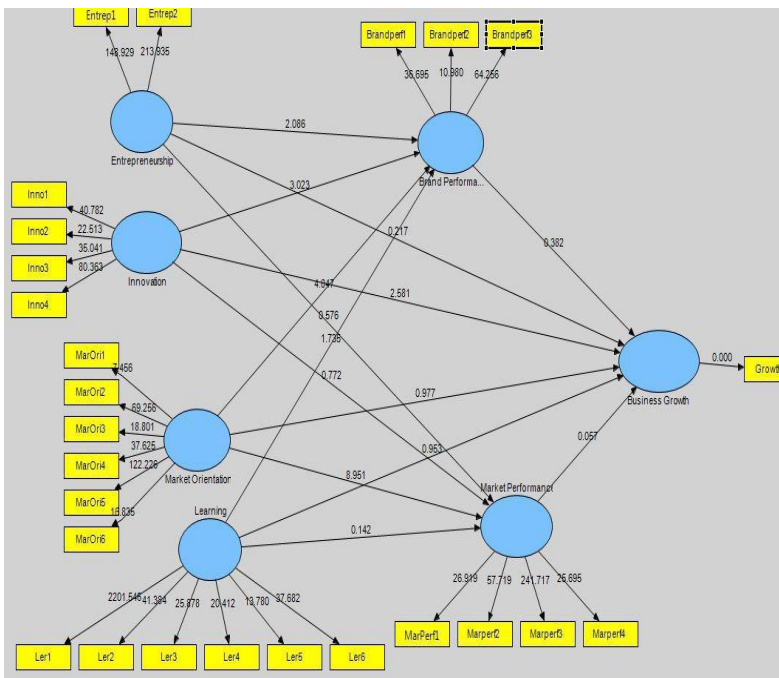 Entrep1 Entrep2
148.929 213.935
Entrepreneurship
Brandperf1 Brandperf2 Brandperf3
36.695 10.980 64.256
Brand Performa...
2.086
3.023
0.217
0.382
Inno1
Inno2
Inno3
Inno4
40.782
22.513
35.041
80.363
Innovation
4.047
0.576
1.735
2.581
0.772
MarOri1
MarOri2
MarOri3
MarOri4
MarOri5
MarOri6
7.456
69.256
18.801
37.625
122.226
16.835
Market Orientation
0.977
0.953
8.951
0.142
0.057
0.000
Growth
Business Growth
Market Performance
26.919 57.719 241.717 25.695
MarPerf1 Marperf2 Marperf3 Marperf4
Learning
2201.546 41.384 25.878 20.412 13.780 37.682
Ler1 Ler2 Ler3 Ler4 Ler5 Ler6